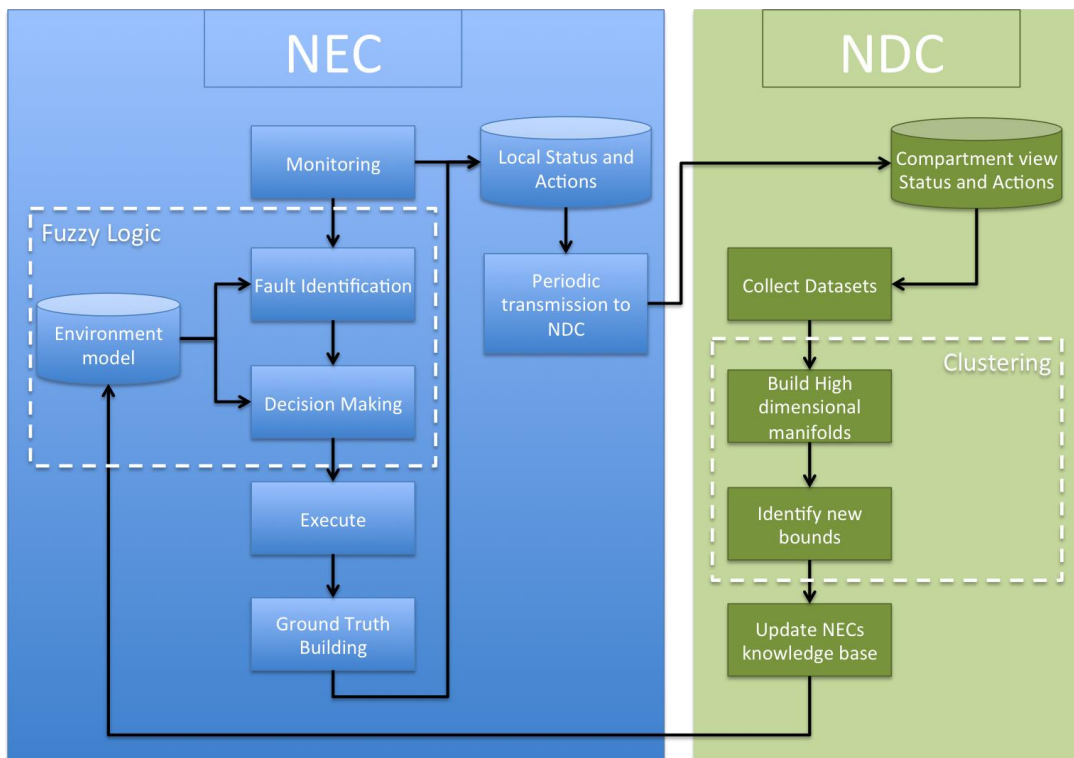 NEC
NDC
Monitoring
Local Status and
Actions
Compartment view
Status and Actions
Fuzzy Logic
Fault Identification
Periodic
transmission to
NDC
Collect Datasets
Environment
model
Clustering
Decision Making
Build High
dimensional
manifolds
Execute
Identify new
bounds
Ground Truth
Building
Update NECs
knowledge base